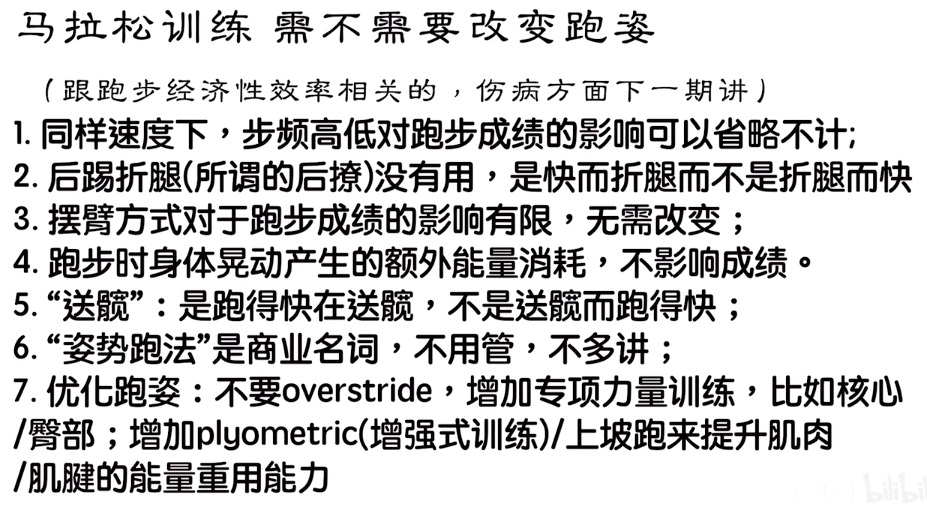 马拉松训练 需不需要改变跑姿
（跟跑步经济性效率相关的，伤病方面下一期讲）
1. 同样速度下，步频高低对跑步成绩的影响可以省略不计;
2. 后踢折腿(所谓的后撩)没有用，是快而折腿而不是折腿而快
3. 摆臂方式对于跑步成绩的影响有限，无需改变；
4. 跑步时身体晃动产生的额外能量消耗，不影响成绩。
5. “送髋”：是跑得快在送髋，不是送髋而跑得快；
6. “姿势跑法”是商业名词，不用管，不多讲；
7. 优化跑姿：不要overstride，增加专项力量训练，比如核心
/臀部；增加plyometric(增强式训练)/上坡跑来提升肌肉
/肌腱的能量重用能力